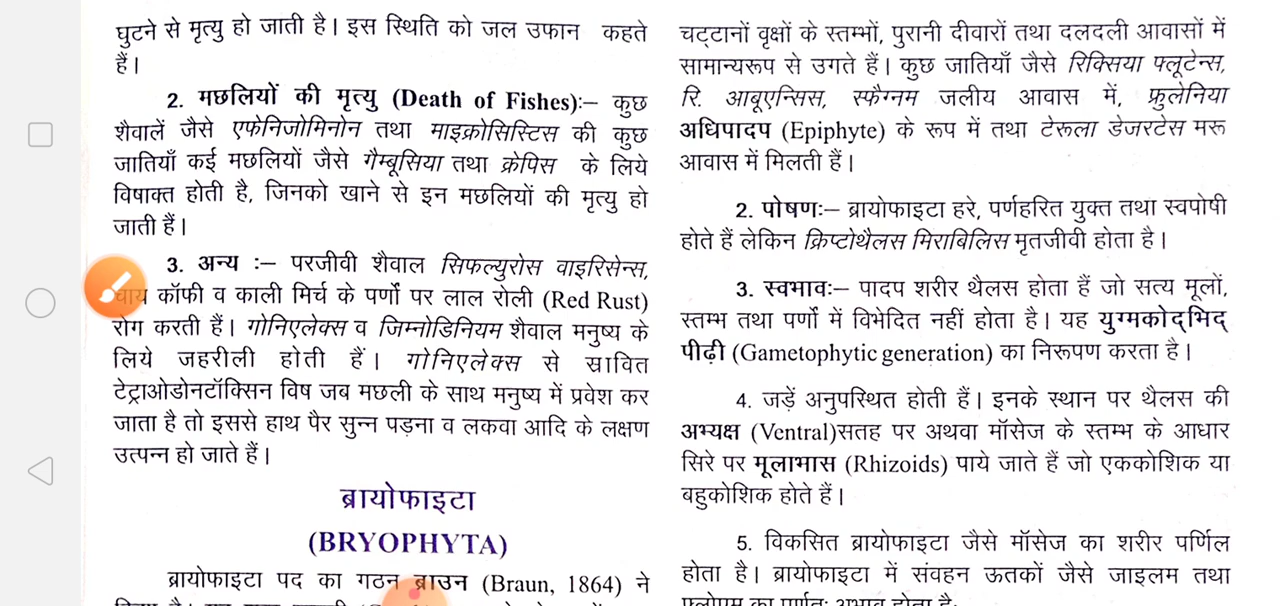 घुटने से मृत्यु हो जाती है। इस स्थिति को जल उफान कहते
हैं।
2. मछलियों की मृत्यु (Death of Fishes):– कुछ
शैवालें जैसे एफेनिजोमिनोन तथा माइक्रोसिस्टिस की कुछ
जातियाँ कई मछलियों जैसे गैम्बूसिया तथा क्रेपिस के लिये
विषाक्त होती है, जिनको खाने से इन मछलियों की मृत्यु हो
जाती हैं।
3. अन्य :– परजीवी शैवाल सिफल्युरोस वाइरिसेन्स,
चाय कॉफी व काली मिर्च के पर्णों पर लाल रोली (Red Rust)
रोग करती हैं। गोनिएलेक्स व जिम्नोडिनियम शैवाल मनुष्य के
लिये जहरीली होती हैं। गोनिएलेक्स से स्रावित
टेट्राओडोनटॉक्सिन विष जब मछली के साथ मनुष्य में प्रवेश कर
जाता है तो इससे हाथ पैर सुन्न पड़ना व लकवा आदि के लक्षण
उत्पन्न हो जाते हैं।
ब्रायोफाइटा
(BRYOPHYTA)
ब्रायोफाइटा पद का गठन ब्राउन (Braun, 1864) ने
चट्टानों वृक्षों के स्तम्भों, पुरानी दीवारों तथा दलदली आवासों में
सामान्यरूप से उगते हैं। कुछ जातियाँ जैसे रिक्सिया फ्लूटेन्स,
रि. आबूएन्सिस, स्फैग्नम जलीय आवास में, फ्रुलेनिया
अधिपादप (Epiphyte) के रूप में तथा टेरूला डेजरटेस मरू
आवास में मिलती हैं।
2. पोषणः– ब्रायोफाइटा हरे, पर्णहरित युक्त तथा स्वपोषी
होते हैं लेकिन क्रिप्टोथैलस मिराबिलिस मृतजीवी होता है।
3. स्वभावः– पादप शरीर थैलस होता हैं जो सत्य मूलों,
स्तम्भ तथा पर्णों में विभेदित नहीं होता है। यह युग्मकोद्भिद्
पीढ़ी (Gametophytic generation) का निरूपण करता है।
4. जड़ें अनुपस्थित होती हैं। इनके स्थान पर थैलस की
अभ्यक्ष (Ventral)सतह पर अथवा मॉसेज के स्तम्भ के आधार
सिरे पर मूलाभास (Rhizoids) पाये जाते हैं जो एककोशिक या
बहुकोशिक होते हैं।
5. विकसित ब्रायोफाइटा जैसे मॉसेज का शरीर पर्णिल
होता है। ब्रायोफाइटा में संवहन ऊतकों जैसे जाइलम तथा